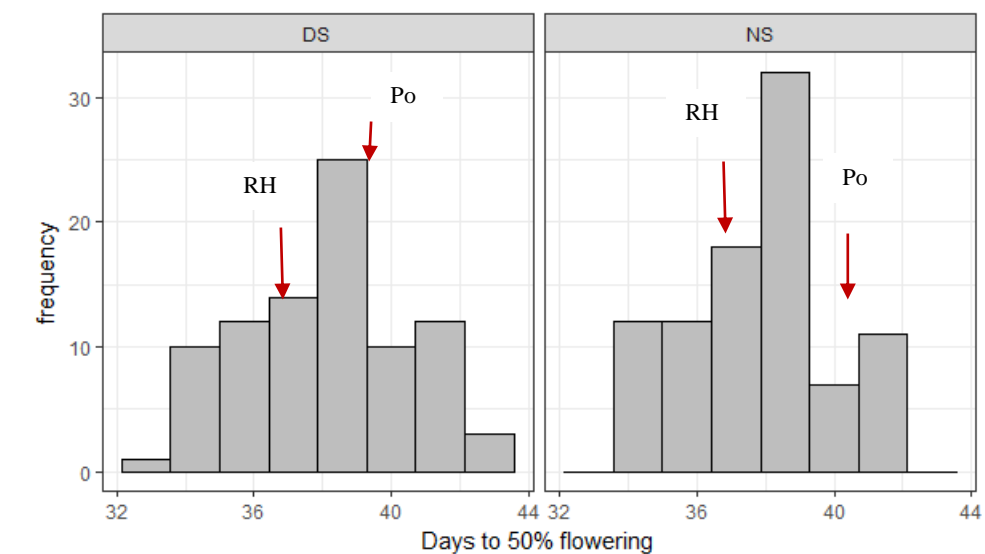 DS
NS
Po
RH
RH
Po
30
20
10
0
frequency
32 36 40 44
32 36 40 44
Days to 50% flowering